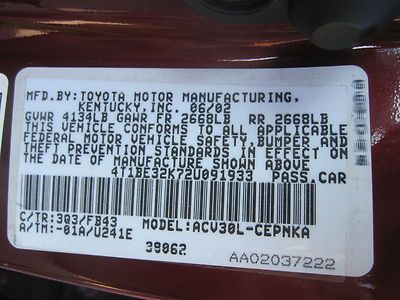 MFD.BY:TOYOTA MOTOR MANUFACTURING,
KENTUCKY,INC. 06/02
GVWR 4134LB GAWR FR 2668LB RR 2668LB
THIS VEHICLE CONFORMS TO ALL APPLICABLE
FEDERAL MOTOR VEHICLE SAFETY,BUMPER AND
THEFT PREVENTION STANDARDS IN EFFECT ON
THE DATE OF MANUFACTURE SHOWN ABOVE
4T1BE32K72U091933 PASS.CAR
C/TR:3Q3/FB43 MODEL:ACV30L-CEPNKA
A/TM:-01A/U241E
39062
AA02037222